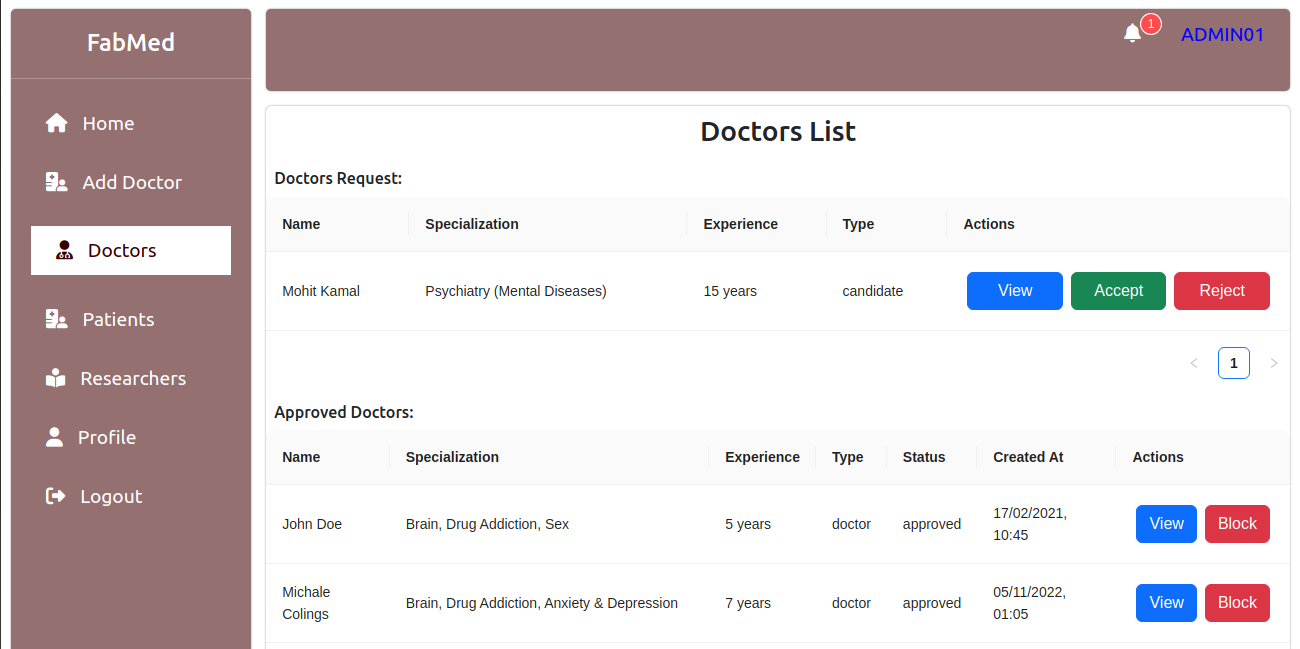 FabMed
1
ADMIN01
Home
Add Doctor
Doctors
Patients
Researchers
Profile
Logout
Doctors List
Doctors Request:
Name Specialization Experience Type Actions
Mohit Kamal Psychiatry (Mental Diseases) 15 years candidate View Accept Reject
< 1 >
Approved Doctors:
Name Specialization Experience Type Status Created At Actions
John Doe Brain, Drug Addiction, Sex 5 years doctor approved 17/02/2021, 10:45 View Block
Michale Colings Brain, Drug Addiction, Anxiety & Depression 7 years doctor approved 05/11/2022, 01:05 View Block